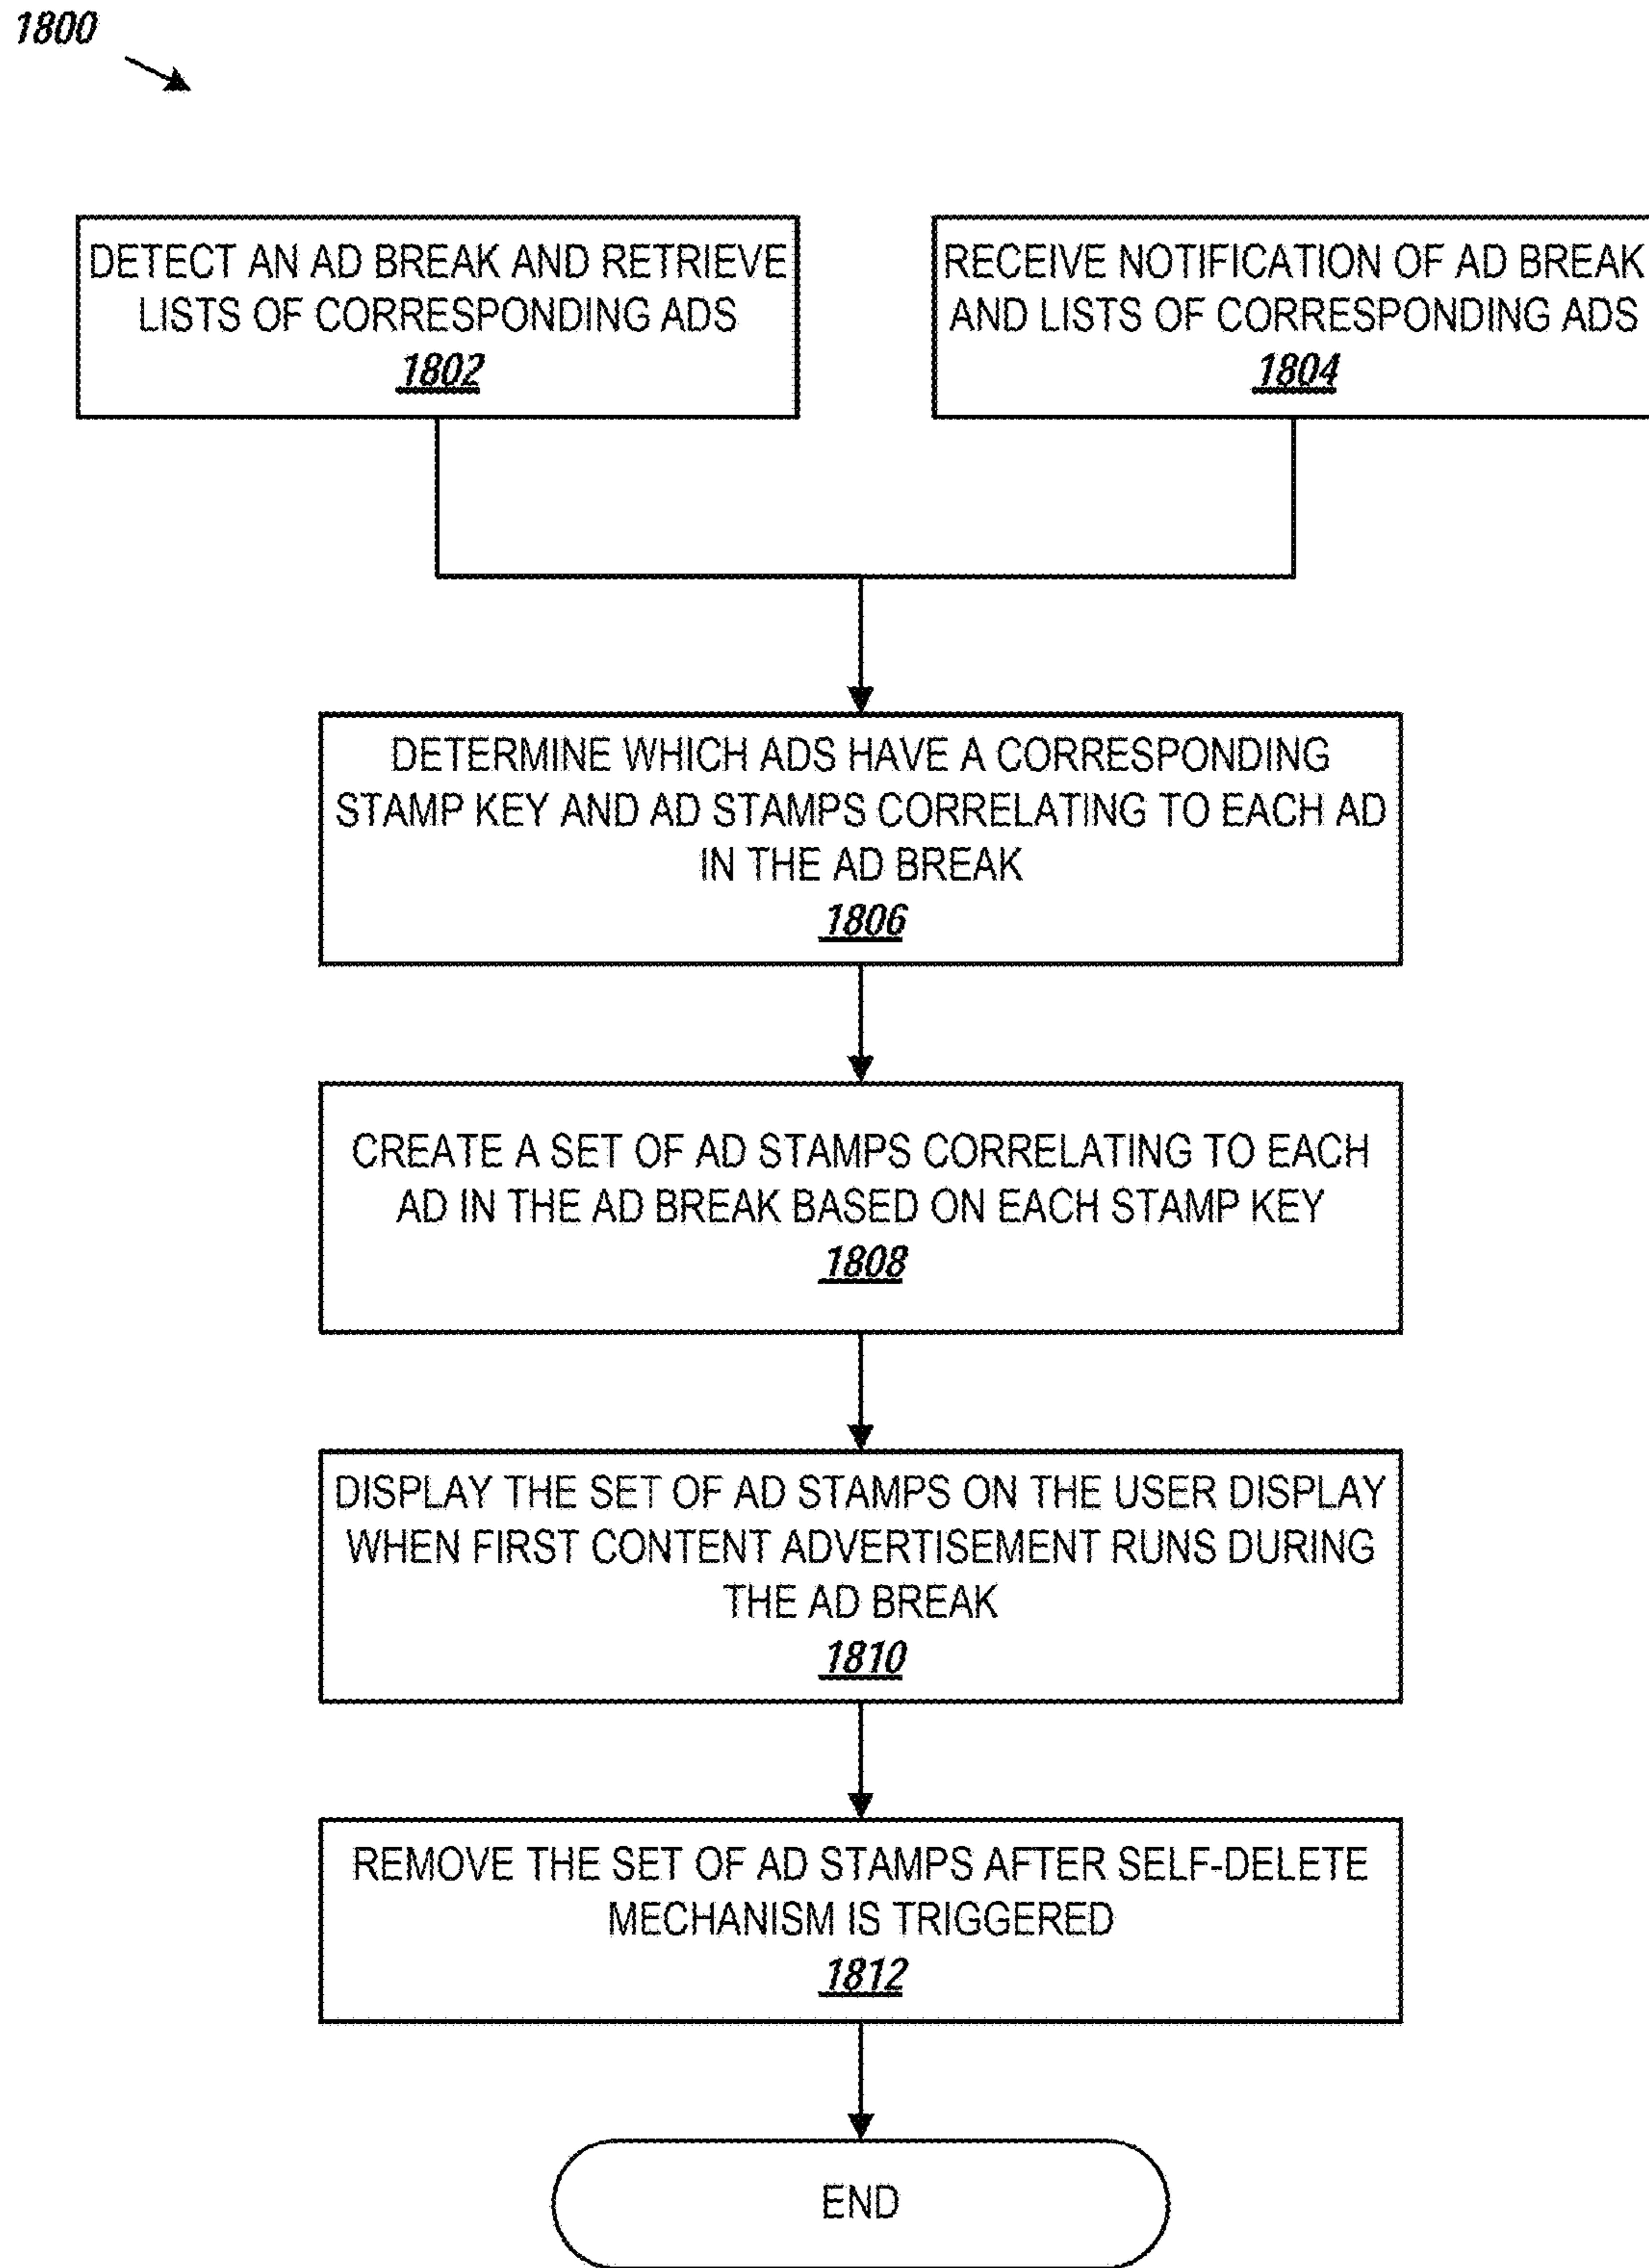 1800
DETECT AN AD BREAK AND RETRIEVE
LISTS OF CORRESPONDING ADS
1802
RECEIVE NOTIFICATION OF AD BREAK
AND LISTS OF CORRESPONDING ADS
1804
DETERMINE WHICH ADS HAVE A CORRESPONDING
STAMP KEY AND AD STAMPS CORRELATING TO EACH AD
IN THE AD BREAK
1806
CREATE A SET OF AD STAMPS CORRELATING TO EACH
AD IN THE AD BREAK BASED ON EACH STAMP KEY
1808
DISPLAY THE SET OF AD STAMPS ON THE USER DISPLAY
WHEN FIRST CONTENT ADVERTISEMENT RUNS DURING
THE AD BREAK
1810
REMOVE THE SET OF AD STAMPS AFTER SELF-DELETE
MECHANISM IS TRIGGERED
1812
END